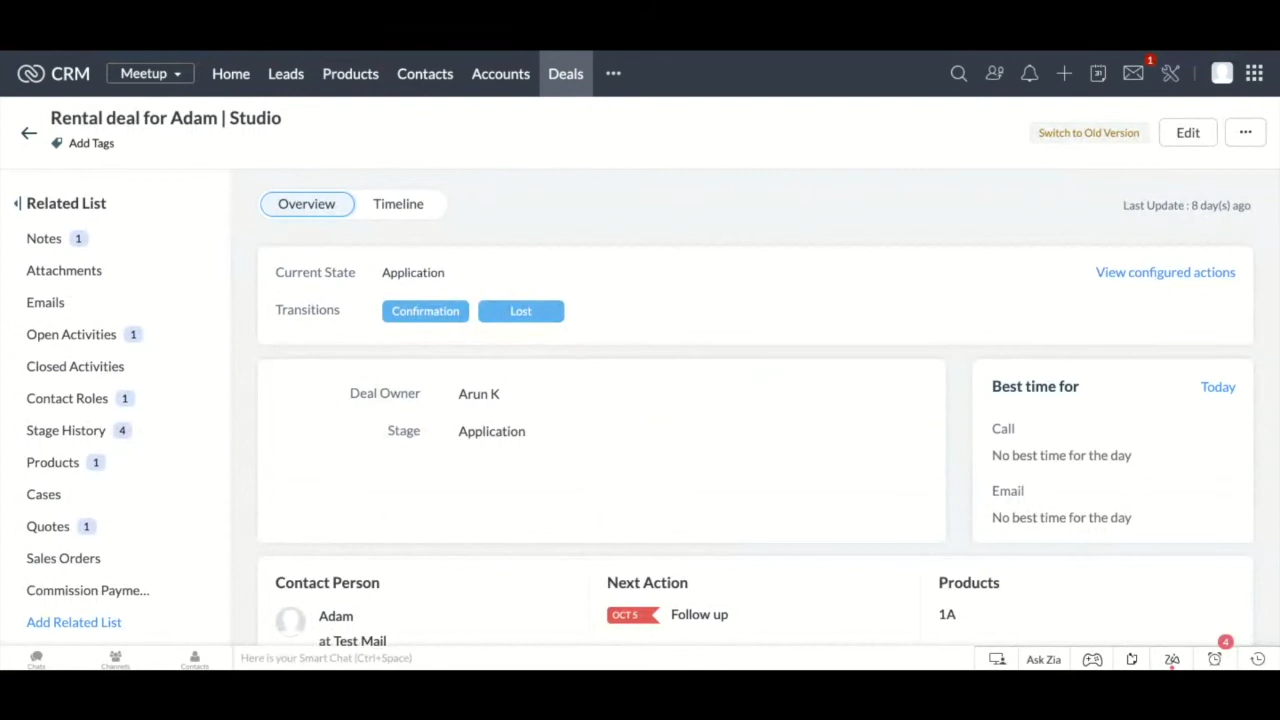 CRM
Meetup
Home
Leads
Products
Contacts
Accounts
Deals
31
1
Rental deal for Adam | Studio
Add Tags
Switch to Old Version
Edit
Related List
Notes 1
Attachments
Emails
Open Activities 1
Closed Activities
Contact Roles 1
Stage History 4
Products 1
Cases
Quotes 1
Sales Orders
Commission Payme...
Add Related List
Overview
Timeline
Last Update : 8 day(s) ago
Current State Application
View configured actions
Transitions Confirmation Lost
Deal Owner Arun K
Stage Application
Best time for Today
Call
No best time for the day
Email
No best time for the day
Contact Person
Adam
at Test Mail
Next Action
OCT 5 Follow up
Products
1A
Chats
Channels
Contacts
Here is your Smart Chat (Ctrl+Space)
Ask Zia
4